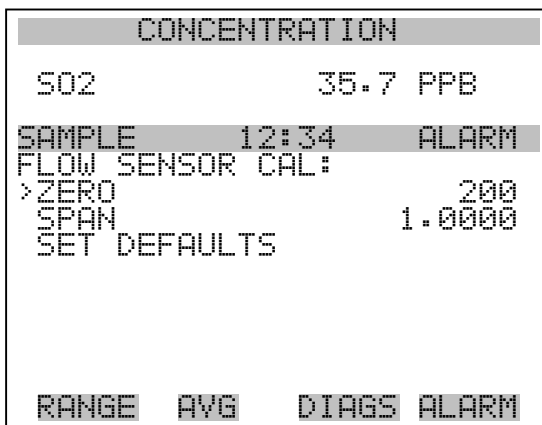 CONCENTRATION
SO2 35.7 PPB
SAMPLE 12:34 ALARM
FLOW SENSOR CAL:
>ZERO 200
SPAN 1.0000
SET DEFAULTS
RANGE AVG DIAGS ALARM